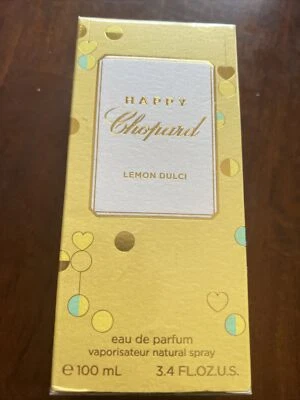 HAPPY
Chopard
LEMON DULCI
eau de parfum
vaporisateur natural spray
℮ 100 mL 3.4 FL.OZ.U.S.